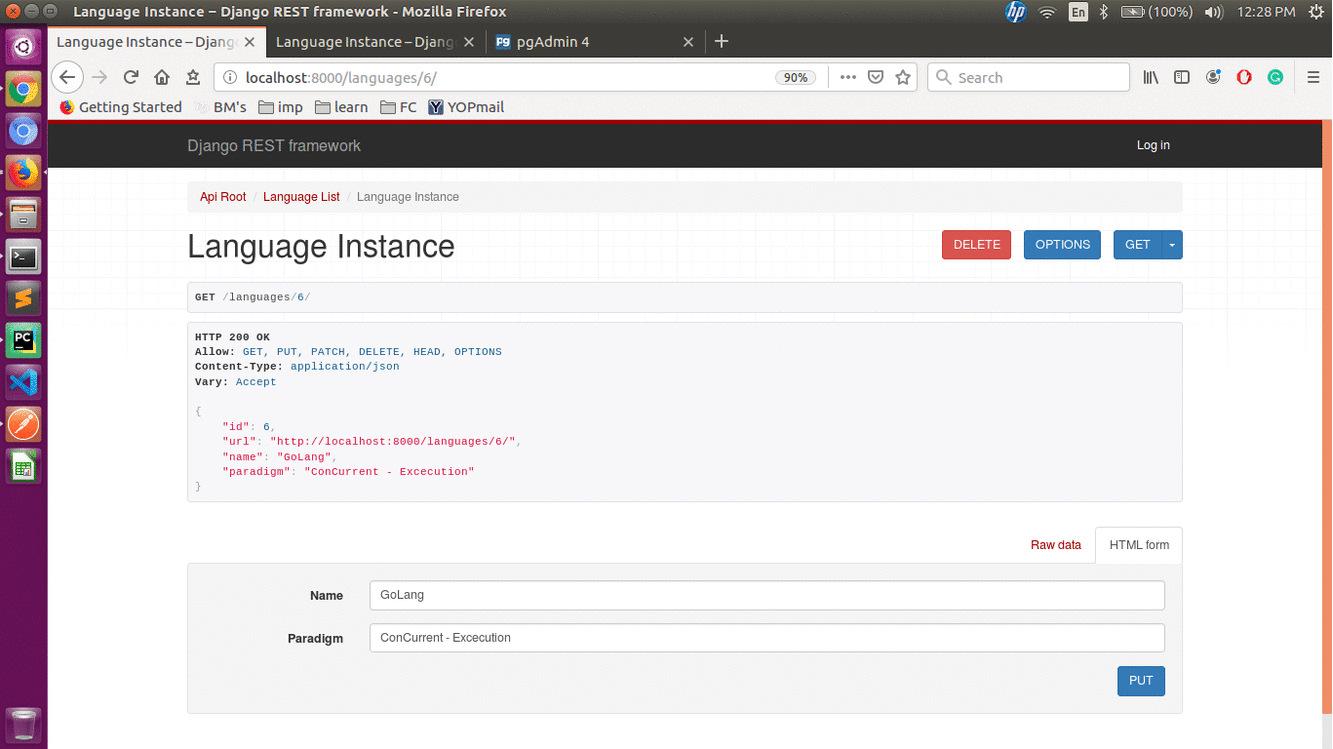 Language Instance – Django REST framework - Mozilla Firefox
hp En (100%) 12:28 PM
Language Instance – Djang Language Instance – Djang pg pgAdmin 4
localhost:8000/languages/6/ 90% Search
Getting Started BM's imp learn FC Y YOPmail
Django REST framework Log in
Api Root / Language List / Language Instance
Language Instance DELETE OPTIONS GET
GET /languages/6/
HTTP 200 OK
Allow: GET, PUT, PATCH, DELETE, HEAD, OPTIONS
Content-Type: application/json
Vary: Accept
{
"id": 6,
"url": "http://localhost:8000/languages/6/",
"name": "GoLang",
"paradigm": "ConCurrent - Excecution"
}
Raw data HTML form
Name GoLang
Paradigm ConCurrent - Excecution
PUT
PC